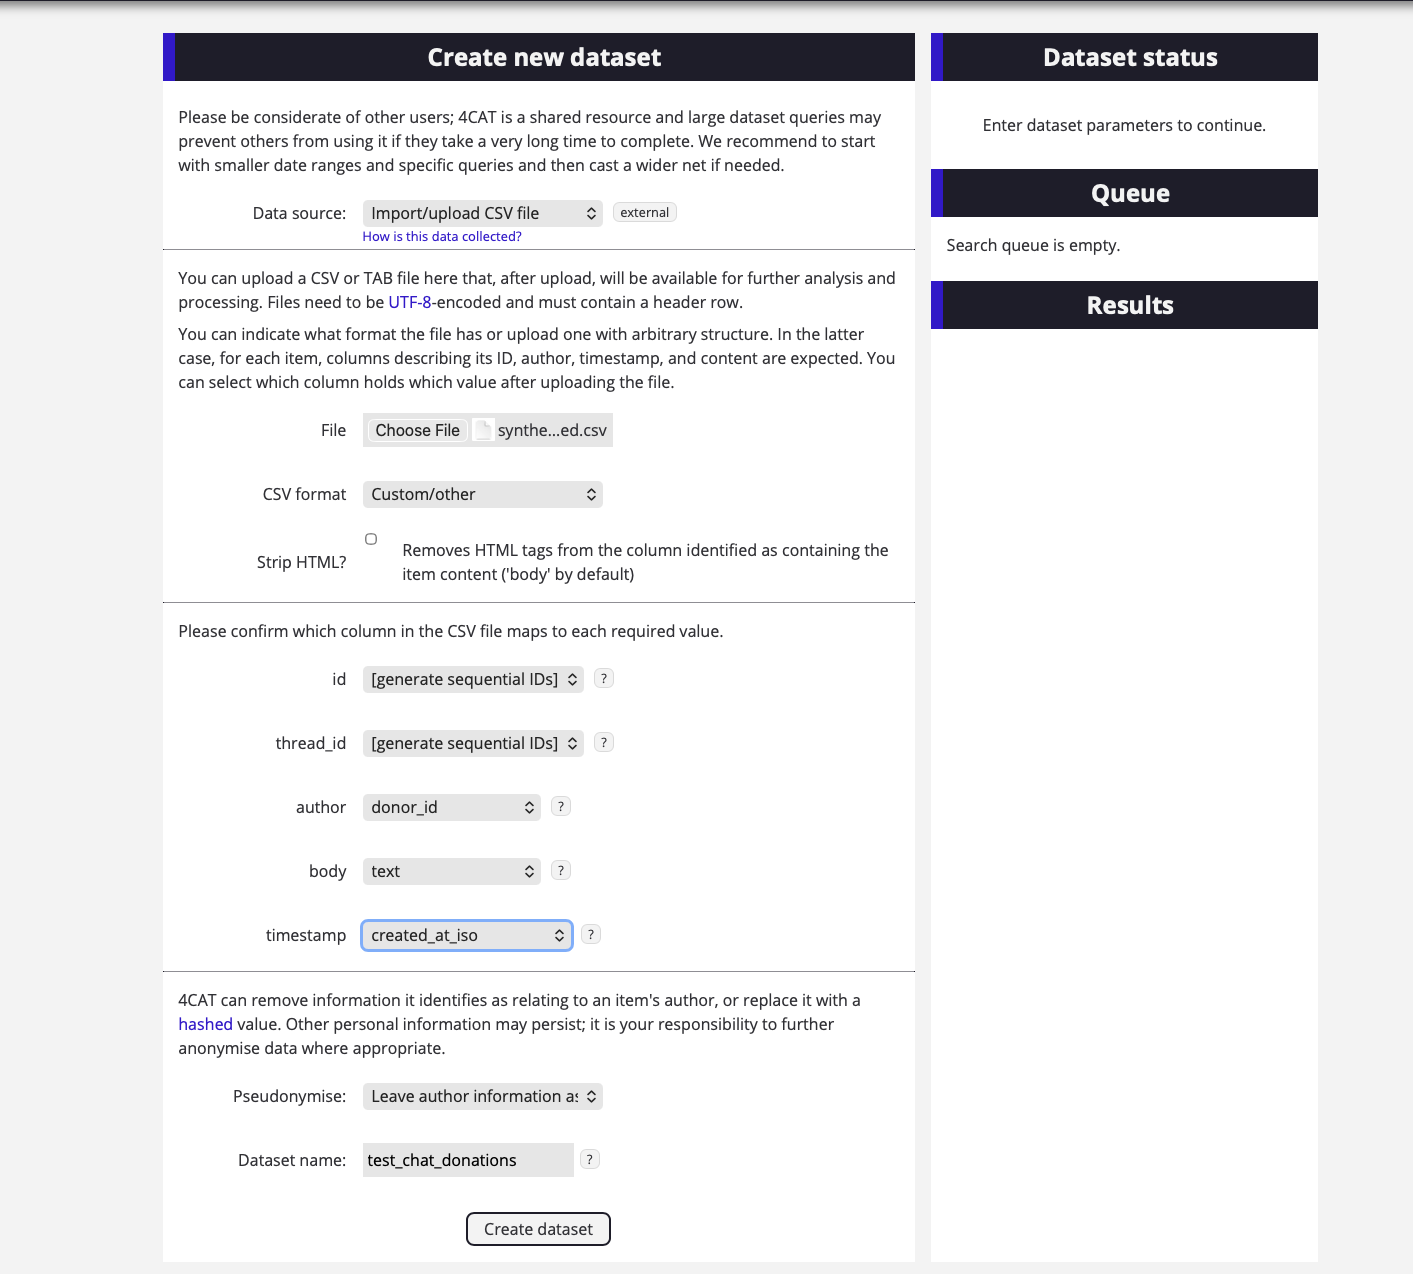 Create new dataset
Please be considerate of other users; 4CAT is a shared resource and large dataset queries may
prevent others from using it if they take a very long time to complete. We recommend to start
with smaller date ranges and specific queries and then cast a wider net if needed.
Data source: Import/upload CSV file external
How is this data collected?
You can upload a CSV or TAB file here that, after upload, will be available for further analysis and
processing. Files need to be UTF-8-encoded and must contain a header row.
You can indicate what format the file has or upload one with arbitrary structure. In the latter
case, for each item, columns describing its ID, author, timestamp, and content are expected. You
can select which column holds which value after uploading the file.
File Choose File synthe...ed.csv
CSV format Custom/other
Strip HTML? Removes HTML tags from the column identified as containing the
item content ('body' by default)
Please confirm which column in the CSV file maps to each required value.
id [generate sequential IDs] ?
thread_id [generate sequential IDs] ?
author donor_id ?
body text ?
timestamp created_at_iso ?
4CAT can remove information it identifies as relating to an item's author, or replace it with a
hashed value. Other personal information may persist; it is your responsibility to further
anonymise data where appropriate.
Pseudonymise: Leave author information as
Dataset name: test_chat_donations ?
Create dataset
Dataset status
Enter dataset parameters to continue.
Queue
Search queue is empty.
Results